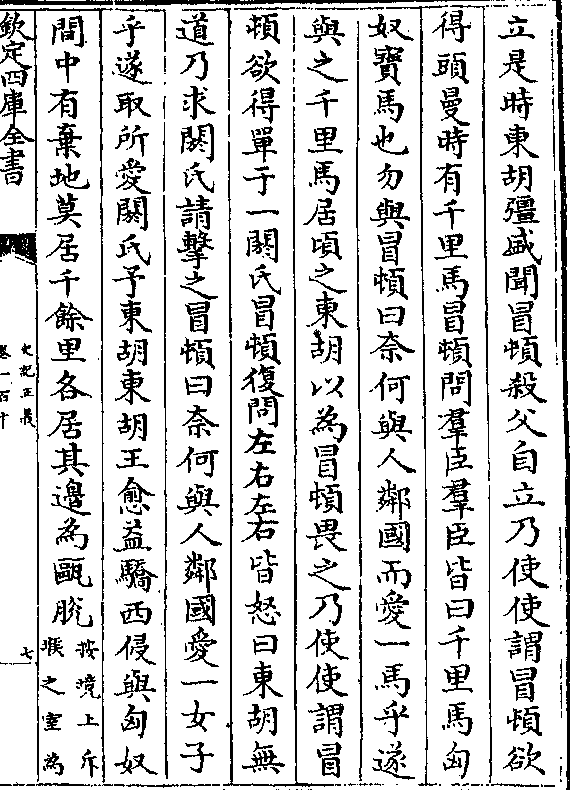 立是時東胡彊盛聞冒頓殺父自立乃使使謂冒頓欲
得頭曼時有千里馬冒頓問羣臣羣臣皆曰千里馬匈
奴寶馬也勿與冒頓曰奈何與人鄰國而愛一馬乎遂
與之千里馬居頃之東胡以為冒頓畏之乃使使謂冒
頓欲得單于一閼氏冒頓復問左右左右皆怒曰東胡無
道乃求閼氏請擊之冒頓曰奈何與人鄰國愛一女子
乎遂取所愛閼氏予東胡東胡王愈益驕西侵與匈奴
間中有棄地莫居千餘里各居其邊為甌脫
按境上斥
堠之室為
欽定四庫全書
史記正義
卷一百十
七